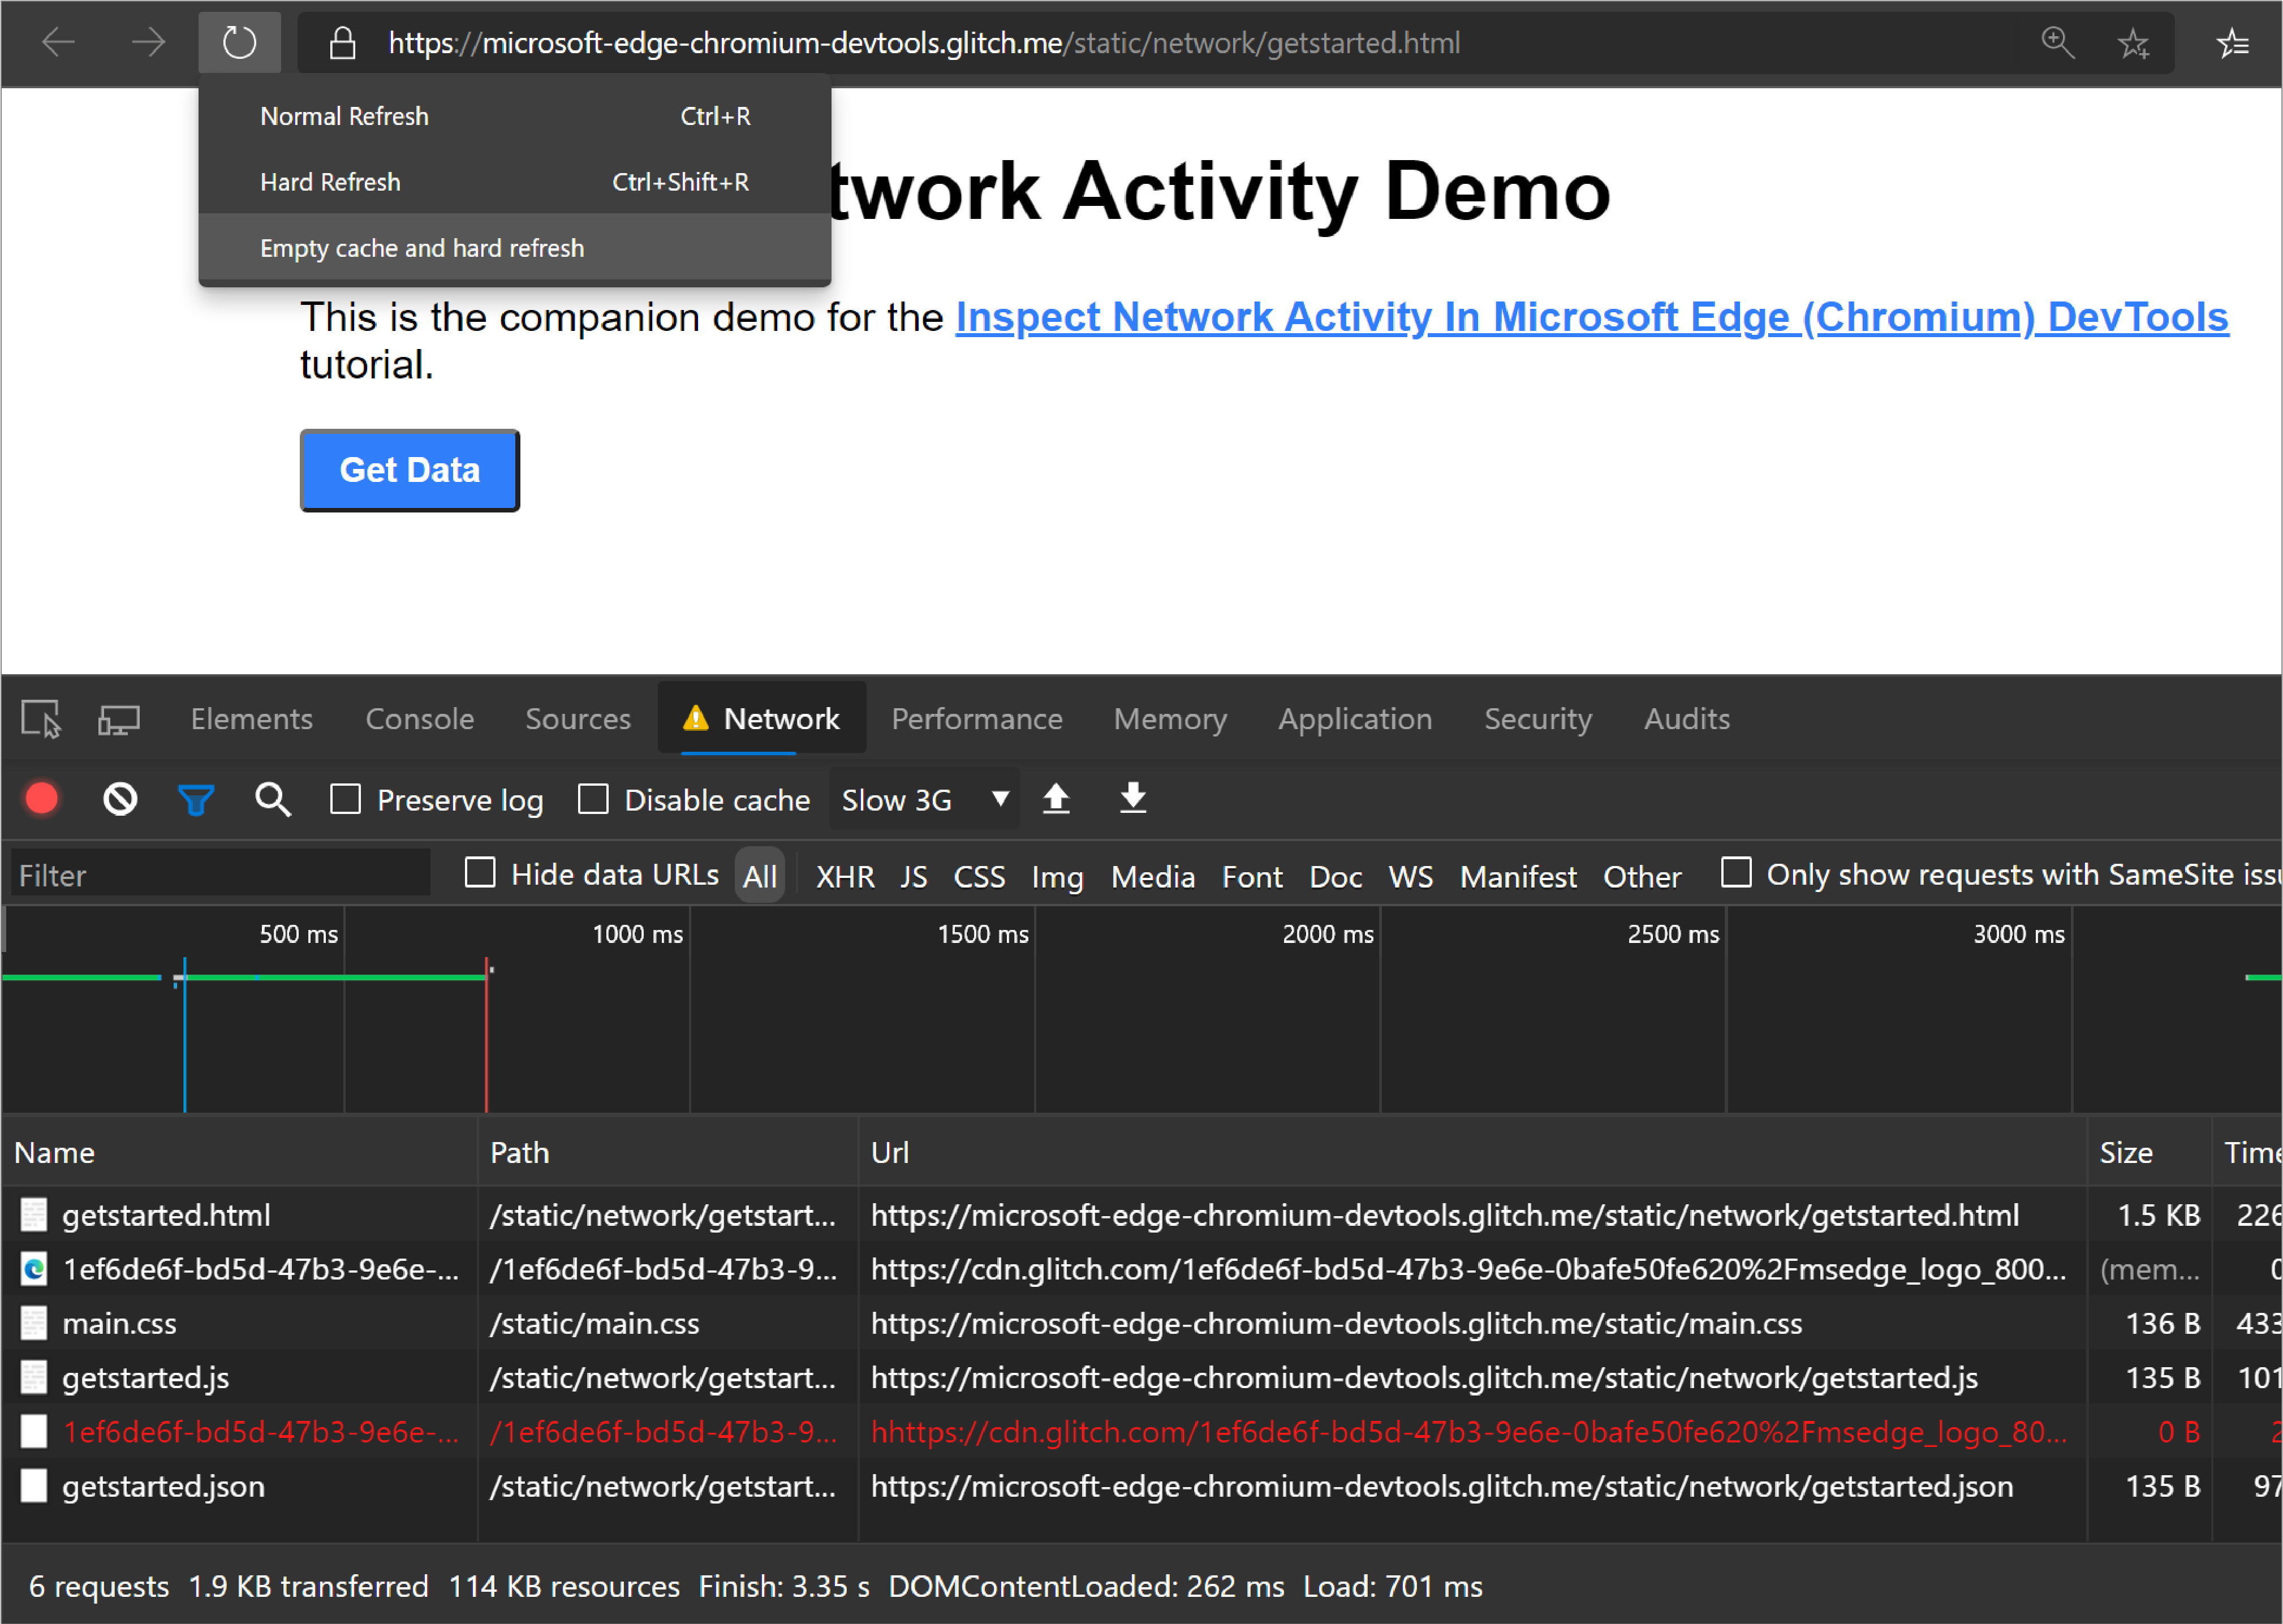 https://microsoft-edge-chromium-devtools.glitch.me/static/network/getstarted.html
Normal Refresh Ctrl+R
Hard Refresh Ctrl+Shift+R
Empty cache and hard refresh
twork Activity Demo
This is the companion demo for the Inspect Network Activity In Microsoft Edge (Chromium) DevTools
tutorial.
Get Data
Elements Console Sources Network Performance Memory Application Security Audits
Preserve log Disable cache Slow 3G
Filter Hide data URLs All XHR JS CSS Img Media Font Doc WS Manifest Other Only show requests with SameSite issu
500 ms 1000 ms 1500 ms 2000 ms 2500 ms 3000 ms
Name Path Url Size Time
getstarted.html /static/network/getstart... https://microsoft-edge-chromium-devtools.glitch.me/static/network/getstarted.html 1.5 KB 226
1ef6de6f-bd5d-47b3-9e6e-... /1ef6de6f-bd5d-47b3-9... https://cdn.glitch.com/1ef6de6f-bd5d-47b3-9e6e-0bafe50fe620%2Fmsedge_logo_800... (mem... 0
main.css /static/main.css https://microsoft-edge-chromium-devtools.glitch.me/static/main.css 136 B 433
getstarted.js /static/network/getstart... https://microsoft-edge-chromium-devtools.glitch.me/static/network/getstarted.js 135 B 101
1ef6de6f-bd5d-47b3-9e6e-... /1ef6de6f-bd5d-47b3-9... hhttps://cdn.glitch.com/1ef6de6f-bd5d-47b3-9e6e-0bafe50fe620%2Fmsedge_logo_80... 0 B 2
getstarted.json /static/network/getstart... https://microsoft-edge-chromium-devtools.glitch.me/static/network/getstarted.json 135 B 97
6 requests 1.9 KB transferred 114 KB resources Finish: 3.35 s DOMContentLoaded: 262 ms Load: 701 ms